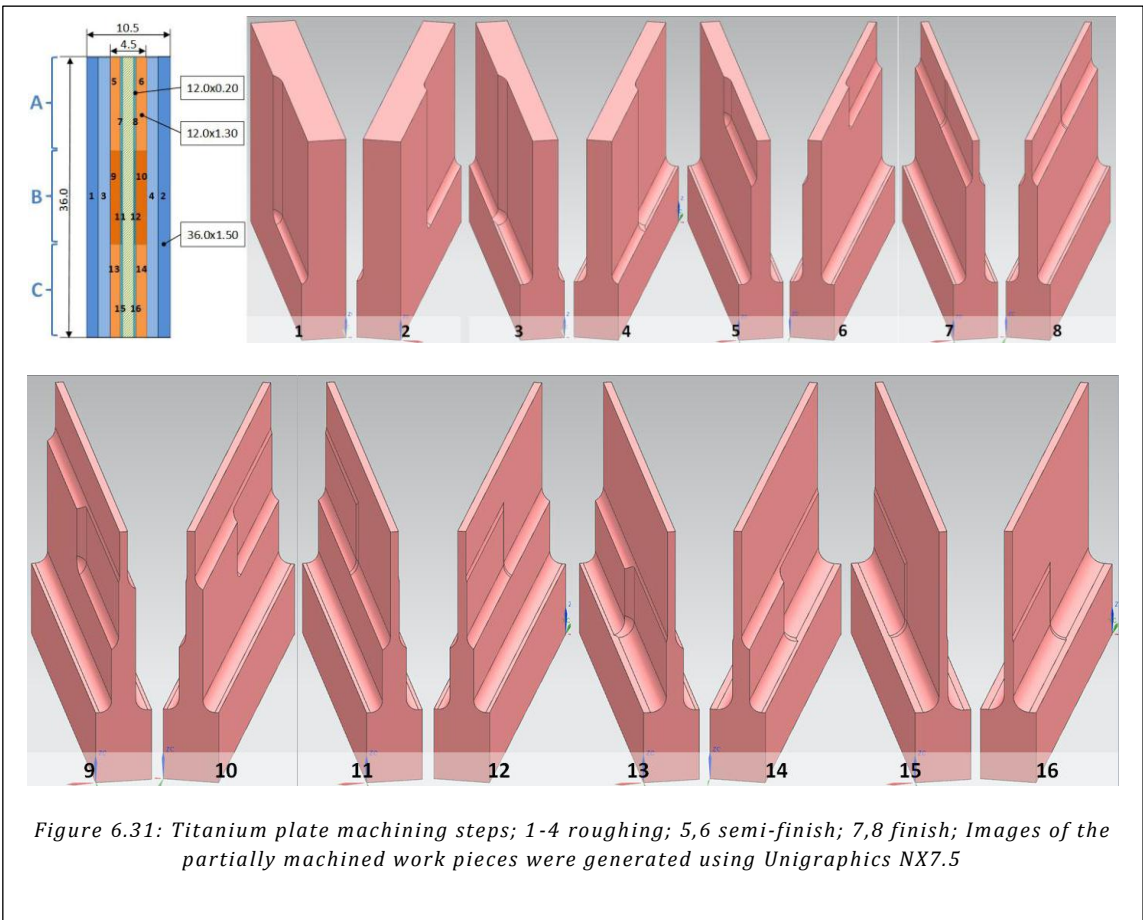 10.5
4.5
5 6
12.0x0.20
A
7 8
12.0x1.30
36.0
9 10
B
1 3 4 2
11 12
36.0x1.50
13 14
C
15 16
1 2 3 4 5 6 7 8
9 10 11 12 13 14 15 16
Figure 6.31: Titanium plate machining steps; 1-4 roughing; 5,6 semi-finish; 7,8 finish; Images of the
partially machined work pieces were generated using Unigraphics NX7.5